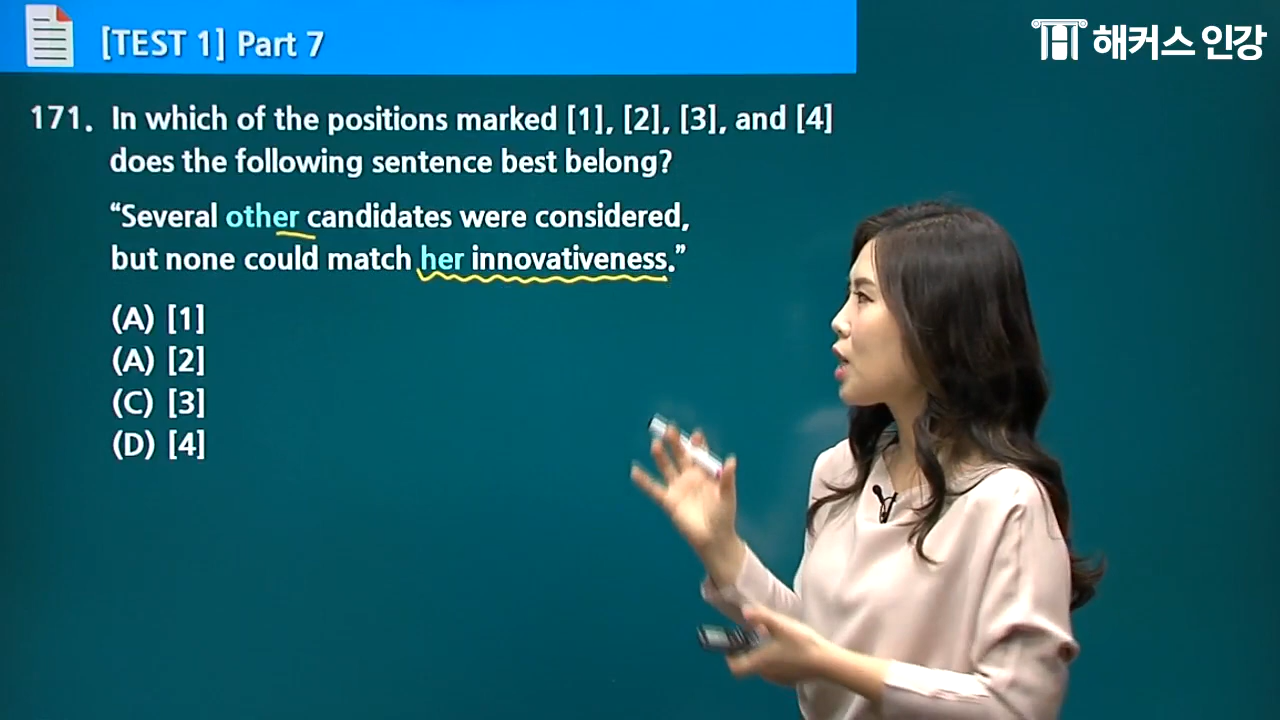 [TEST 1] Part 7
해커스 인강
171. In which of the positions marked [1], [2], [3], and [4]
does the following sentence best belong?
“Several other candidates were considered,
but none could match her innovativeness.”
(A) [1]
(A) [2]
(C) [3]
(D) [4]